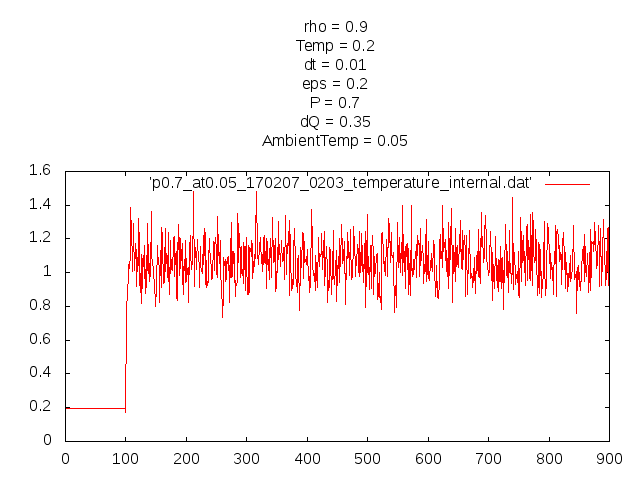 rho = 0.9
Temp = 0.2
dt = 0.01
eps = 0.2
P = 0.7
dQ = 0.35
AmbientTemp = 0.05
1.6
'p0.7_at0.05_170207_0203_temperature_internal.dat'
1.4
1.2
1
0.8
0.6
0.4
0.2
0
0 100 200 300 400 500 600 700 800 900